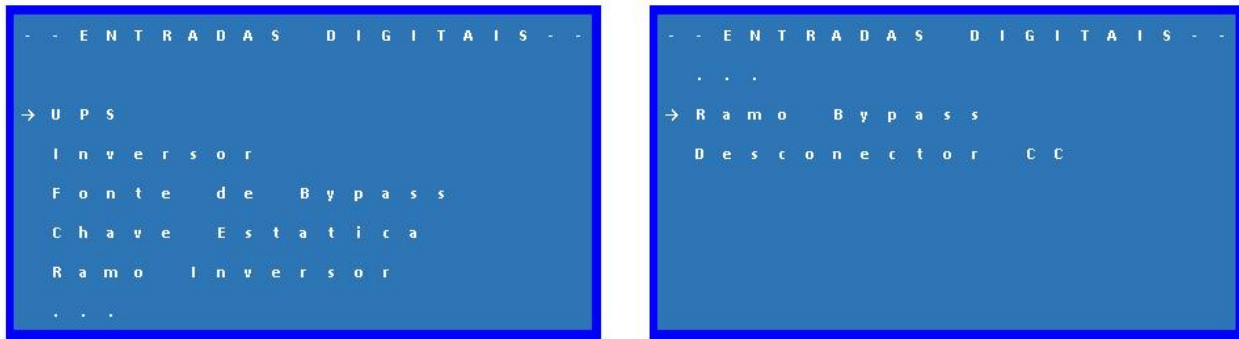 --ENTRADAS DIGITAIS--
→UPS
Inversor
Fonte de Bypass
Chave Estatica
Ramo Inversor
...
--ENTRADAS DIGITAIS--
...
→Ramo Bypass
Desconector CC